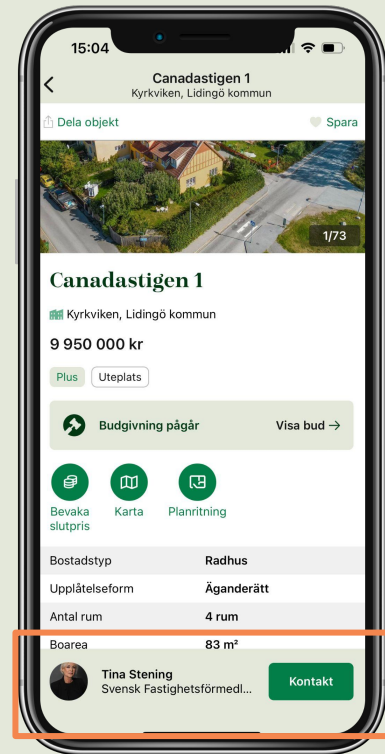 15:04
Canadastigen 1
Kyrkviken, Lidingö kommun
Dela objekt
Spara
1/73
Canadastigen 1
Kyrkviken, Lidingö kommun
9 950 000 kr
Plus Uteplats
Budgivning pågår Visa bud →
Bevaka slutpris
Karta
Planritning
Bostadstyp Radhus
Upplåtelseform Äganderätt
Antal rum 4 rum
Boarea 83 m²
Tina Stening
Svensk Fastighetsförmedl...
Kontakt